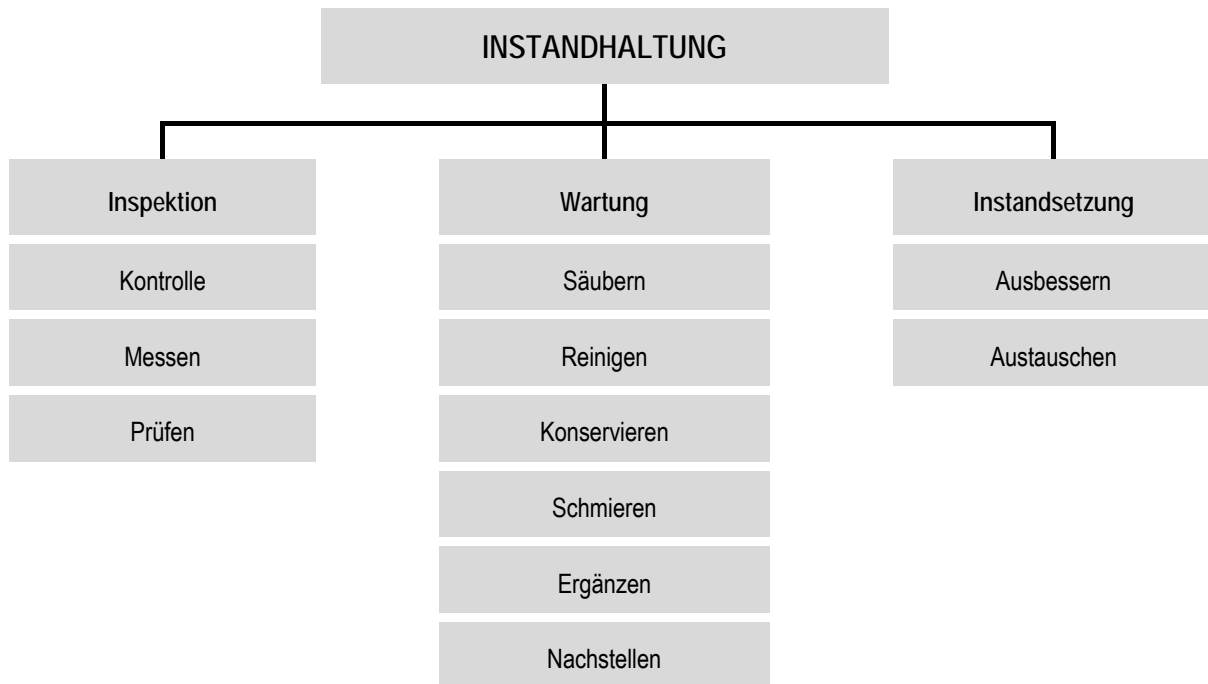 INSTANDHALTUNG
Inspektion
Kontrolle
Messen
Prüfen
Wartung
Säubern
Reinigen
Konservieren
Schmieren
Ergänzen
Nachstellen
Instandsetzung
Ausbessern
Austauschen